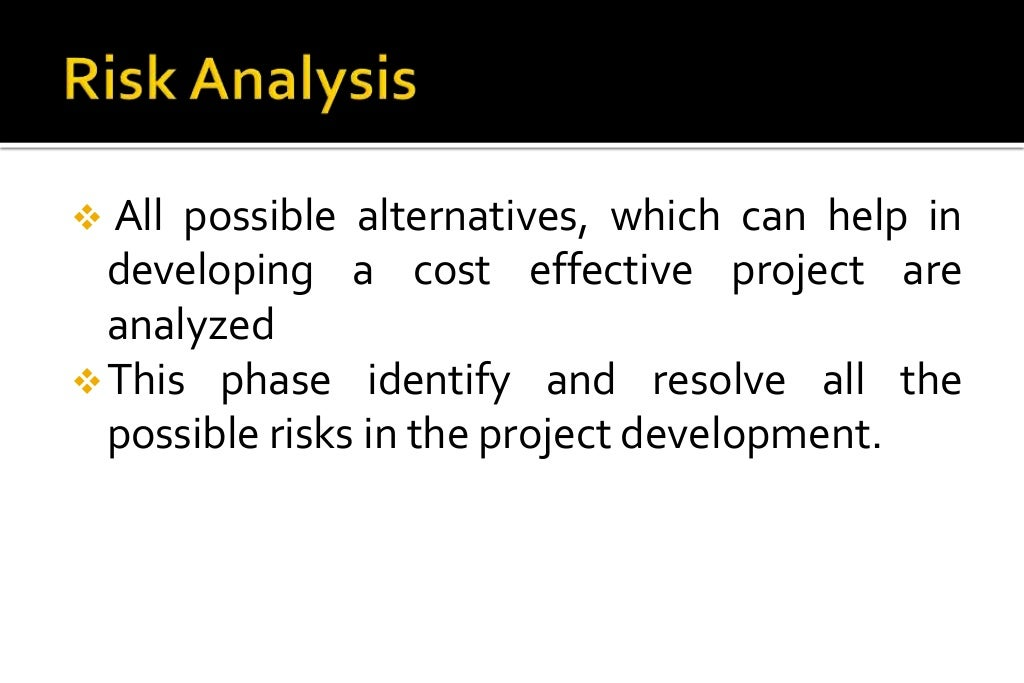 Risk Analysis
❖ All possible alternatives, which can help in
developing a cost effective project are
analyzed
❖ This phase identify and resolve all the
possible risks in the project development.